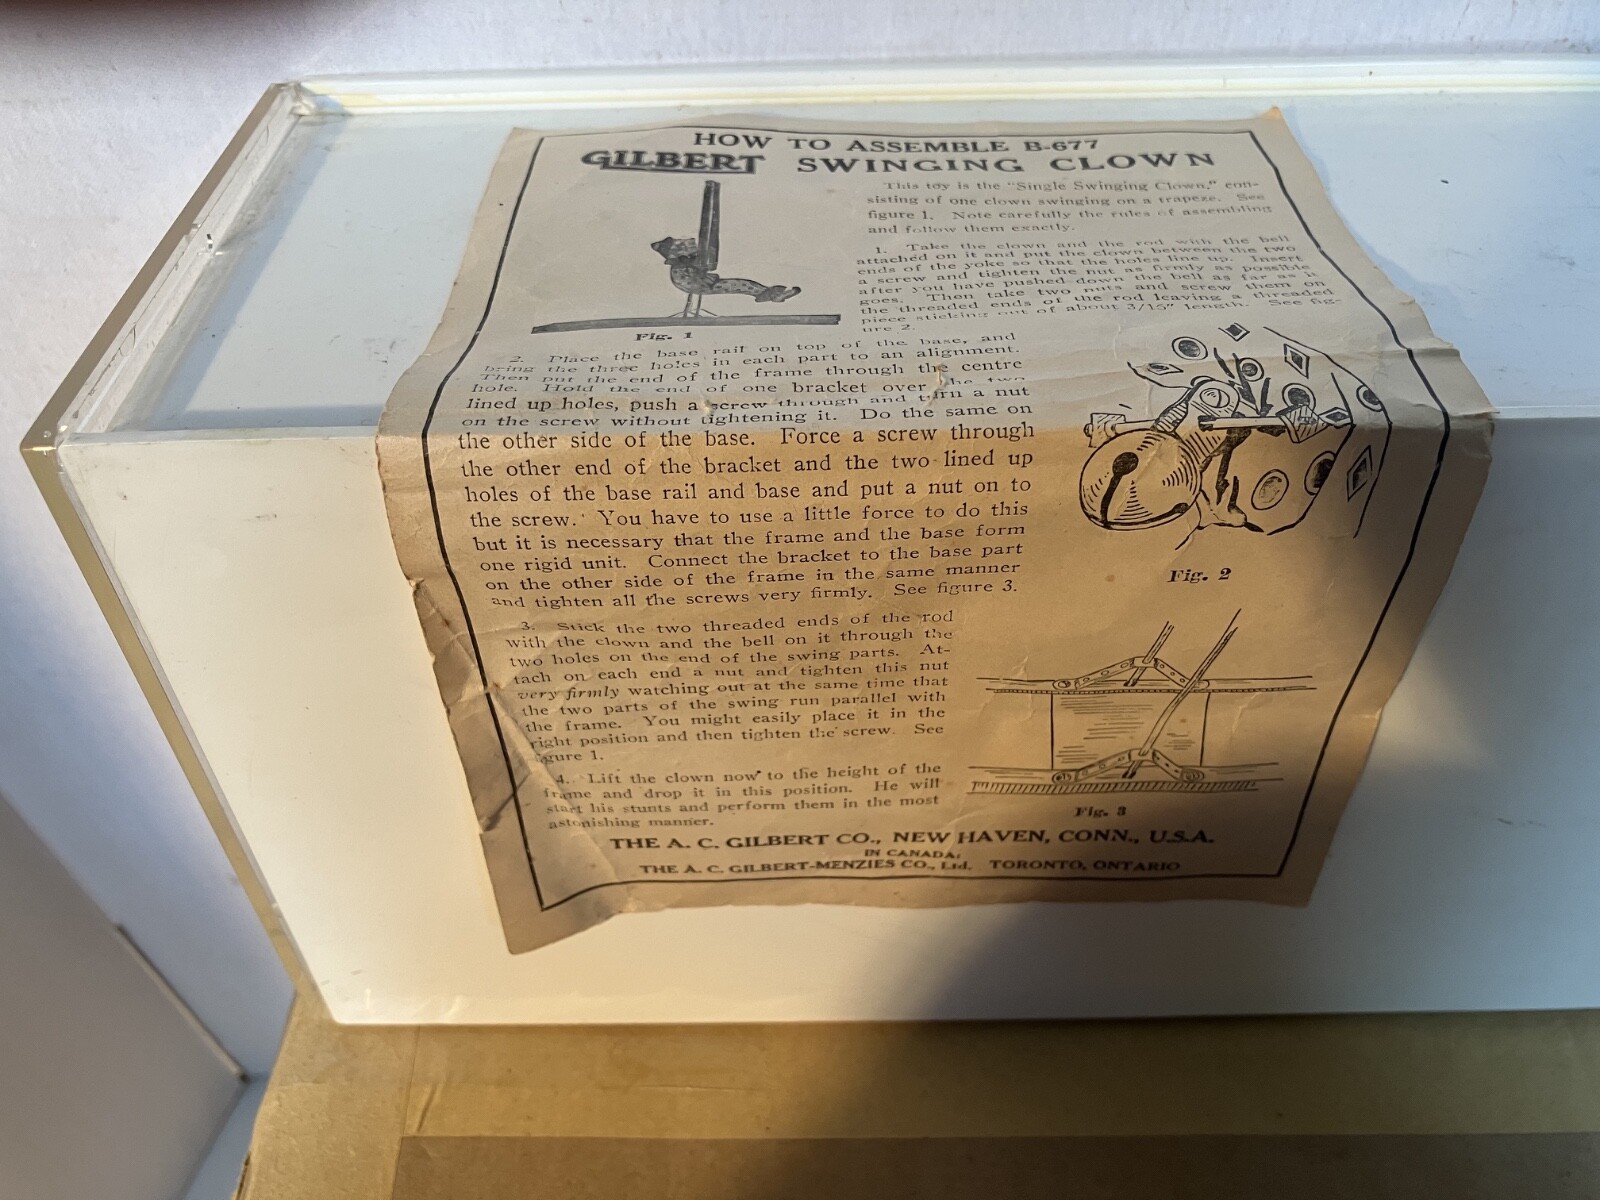 HOW TO ASSEMBLE B-677
GILBERT SWINGING CLOWN
This toy is the "Single Swinging Clown," con-
sisting of one clown swinging on a trapeze. See
figure 1. Note carefully the rules of assembling
and follow them exactly.
1. Take the clown and the rod with the bell
attached on it and put the clown between the two
ends of the yoke so that the holes line up. Insert
a screw and tighten the nut as firmly as possible
after you have pushed down the bell as far as it
goes. Then take two nuts and screw them on
the threaded ends of the rod leaving a threaded
piece sticking out of about 3/16" length. See fig-
ure 2.
Fig. 1
2. Place the base rail on top of the base, and
bring the three holes in each part to an alignment.
Then put the end of the frame through the centre
hole. Hold the end of one bracket over the two
lined up holes, push a screw through and turn a nut
on the screw without tightening it. Do the same on
the other side of the base. Force a screw through
the other end of the bracket and the two lined up
holes of the base rail and base and put a nut on to
the screw. You have to use a little force to do this
but it is necessary that the frame and the base form
one rigid unit. Connect the bracket to the base part
on the other side of the frame in the same manner
and tighten all the screws very firmly. See figure 3.
Fig. 2
3. Stick the two threaded ends of the rod
with the clown and the bell on it through the
two holes on the end of the swing parts. At-
tach on each end a nut and tighten this nut
very firmly watching out at the same time that
the two parts of the swing run parallel with
the frame. You might easily place it in the
right position and then tighten the screw. See
figure 1.
4. Lift the clown now to the height of the
frame and drop it in this position. He will
start his stunts and perform them in the most
astonishing manner.
Fig. 3
THE A. C. GILBERT CO., NEW HAVEN, CONN., U.S.A.
IN CANADA,
THE A. C. GILBERT-MENZIES CO., Ltd. TORONTO, ONTARIO